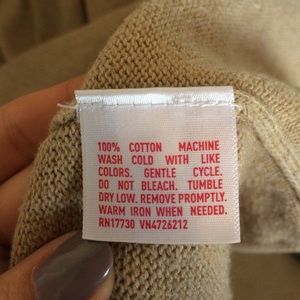 100% COTTON MACHINE
WASH COLD WITH LIKE
COLORS. GENTLE CYCLE.
DO NOT BLEACH. TUMBLE
DRY LOW. REMOVE PROMPTLY.
WARM IRON WHEN NEEDED.
RN17730 VN4726212